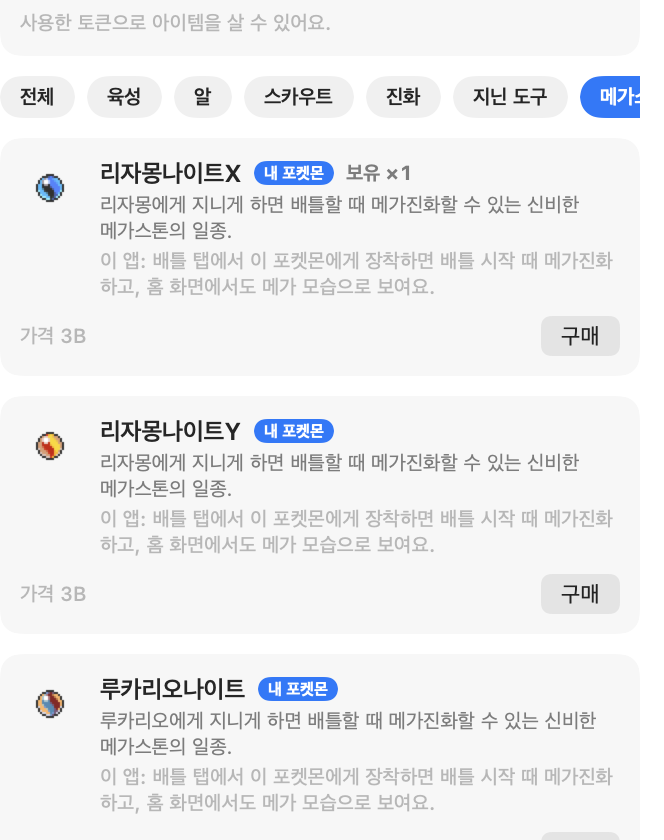 사용한 토큰으로 아이템을 살 수 있어요.
전체 육성 알 스카우트 진화 지닌 도구 메가스
리자몽나이트X 내 포켓몬 보유 ×1
리자몽에게 지니게 하면 배틀할 때 메가진화할 수 있는 신비한
메가스톤의 일종.
이 앱: 배틀 탭에서 이 포켓몬에게 장착하면 배틀 시작 때 메가진화
하고, 홈 화면에서도 메가 모습으로 보여요.
가격 3B 구매
리자몽나이트Y 내 포켓몬
리자몽에게 지니게 하면 배틀할 때 메가진화할 수 있는 신비한
메가스톤의 일종.
이 앱: 배틀 탭에서 이 포켓몬에게 장착하면 배틀 시작 때 메가진화
하고, 홈 화면에서도 메가 모습으로 보여요.
가격 3B 구매
루카리오나이트 내 포켓몬
루카리오에게 지니게 하면 배틀할 때 메가진화할 수 있는 신비한
메가스톤의 일종.
이 앱: 배틀 탭에서 이 포켓몬에게 장착하면 배틀 시작 때 메가진화
하고, 홈 화면에서도 메가 모습으로 보여요.